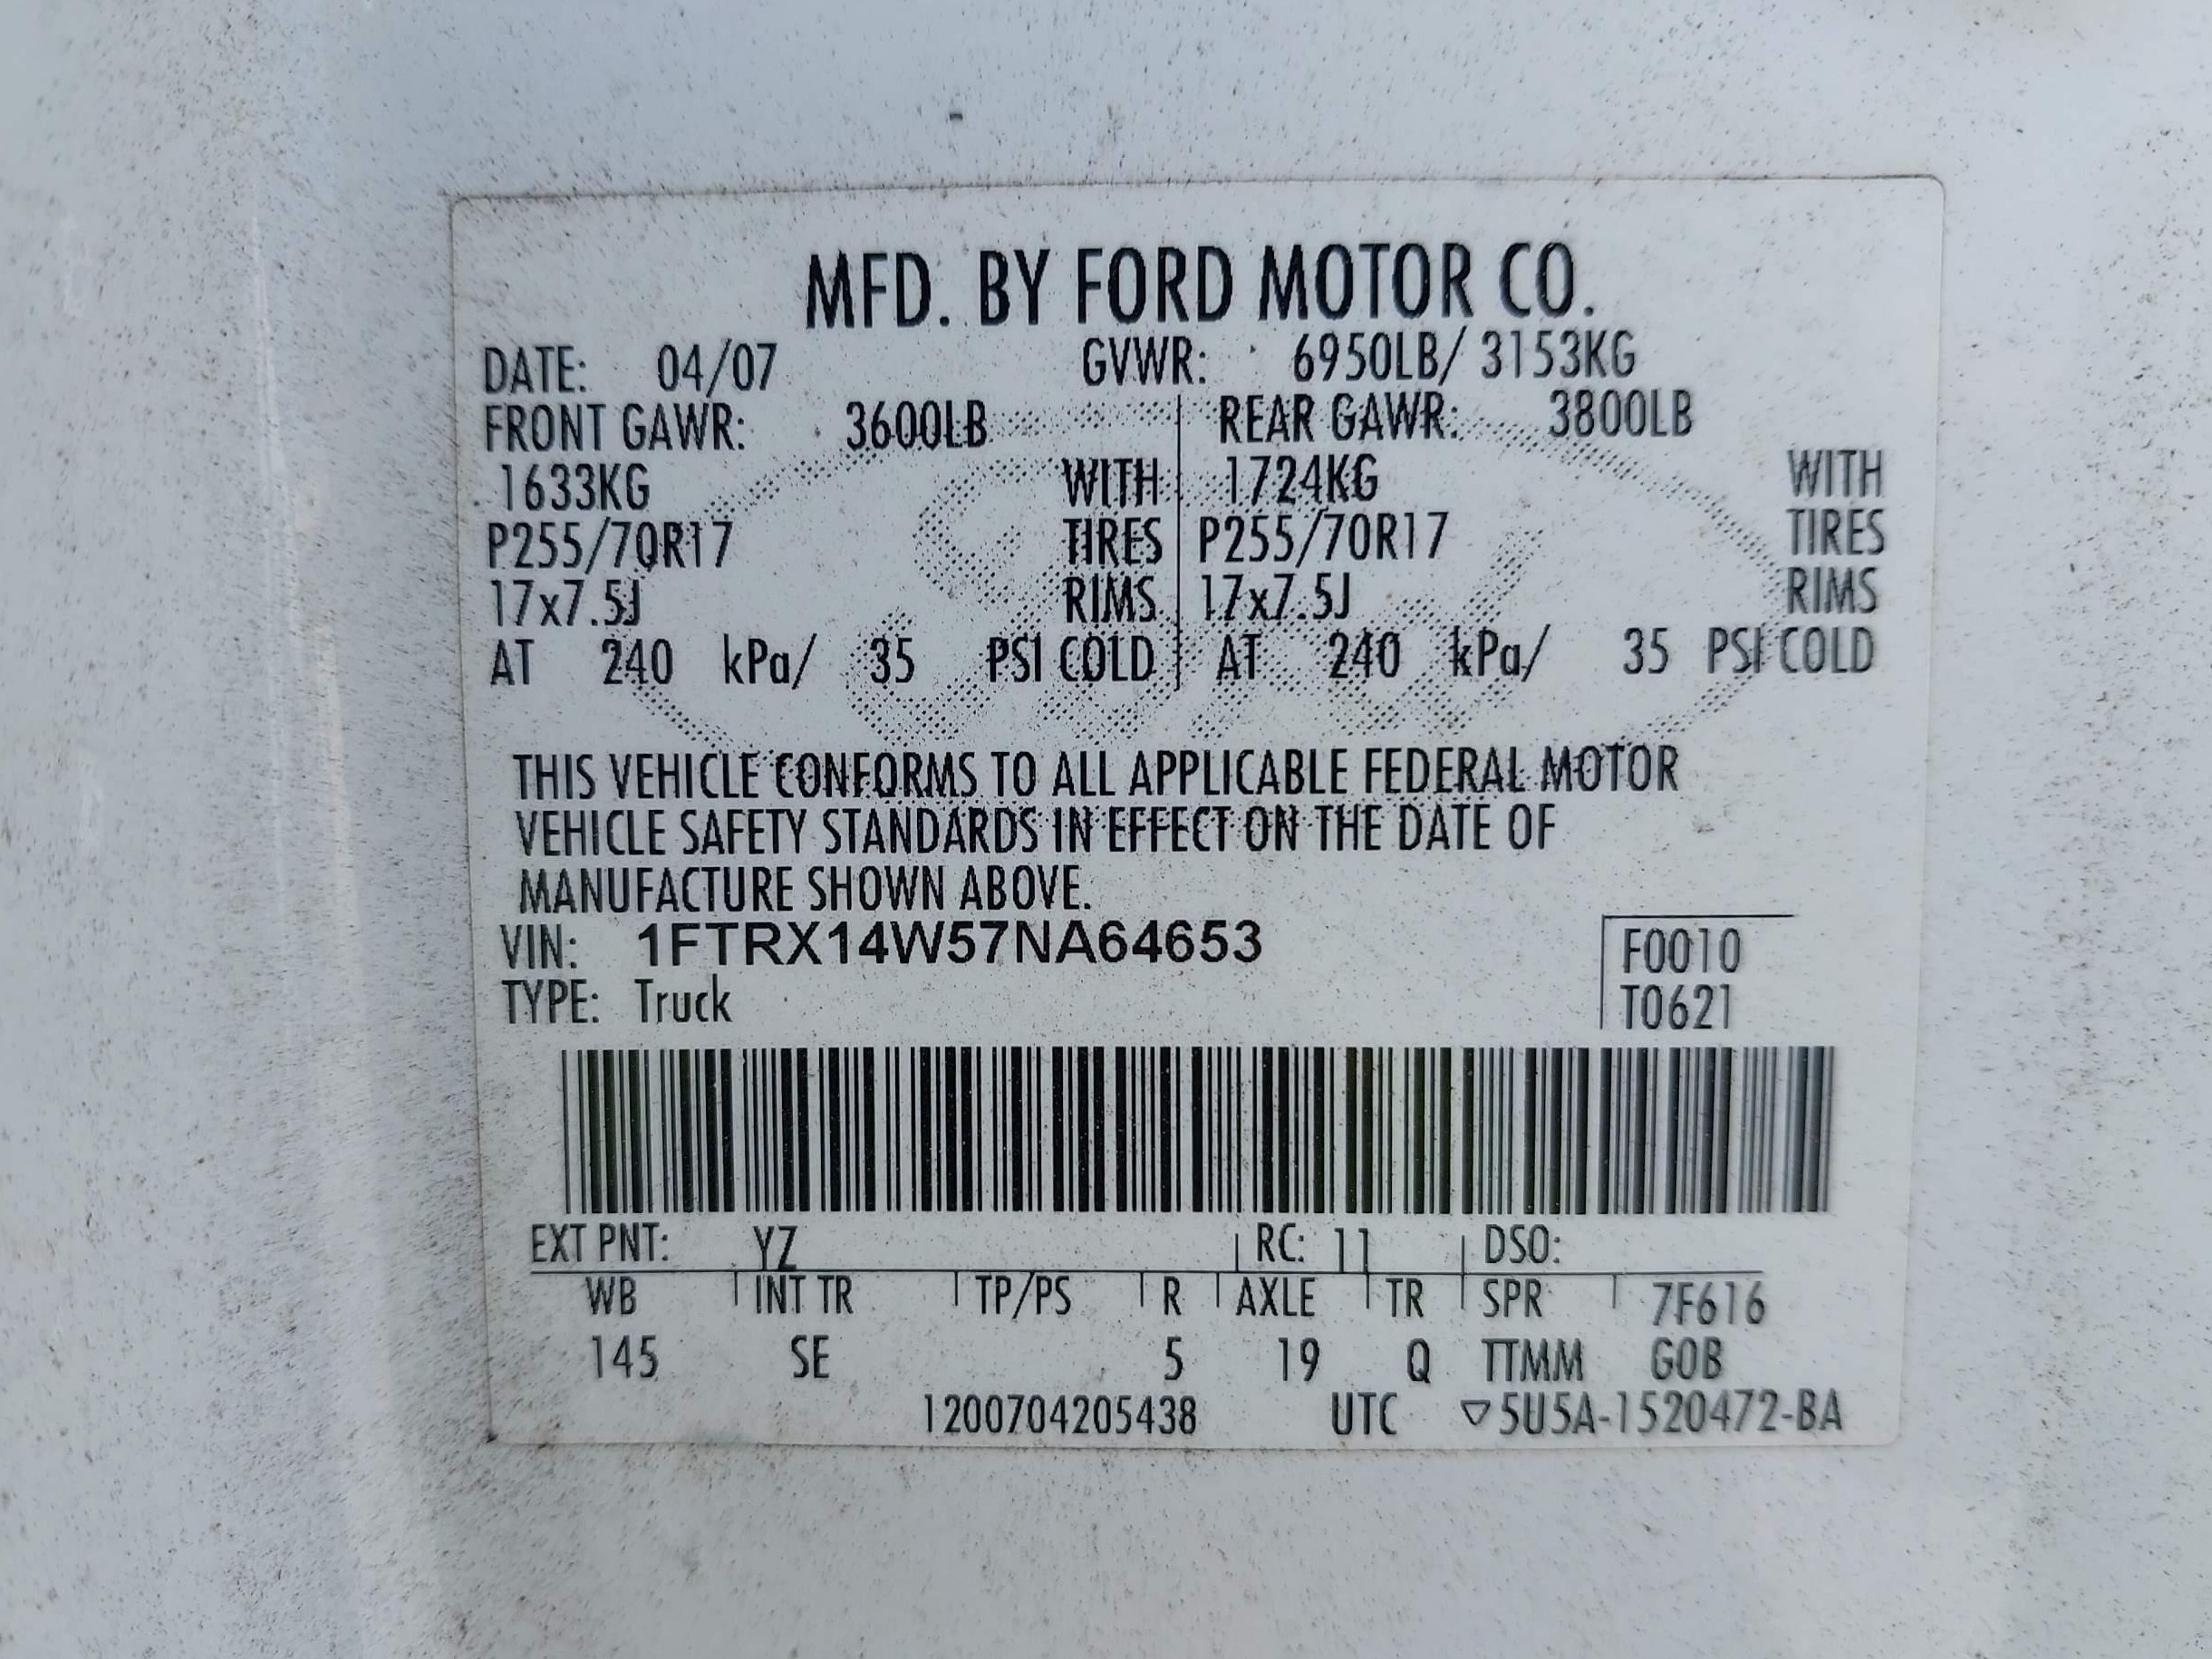 MFD. BY FORD MOTOR CO.
DATE: 04/07 GVWR: 6950LB/ 3153KG
FRONT GAWR: 3600LB REAR GAWR: 3800LB
1633KG WITH 1724KG WITH
P255/70R17 TIRES P255/70R17 TIRES
17x7.5J RIMS 17x7.5J RIMS
AT 240 kPa/ 35 PSI COLD AT 240 kPa/ 35 PSI COLD
THIS VEHICLE CONFORMS TO ALL APPLICABLE FEDERAL MOTOR
VEHICLE SAFETY STANDARDS IN EFFECT ON THE DATE OF
MANUFACTURE SHOWN ABOVE.
VIN: 1FTRX14W57NA64653 F0010
TYPE: Truck T0621
EXT PNT: YZ RC: 11 DSO:
WB INT TR TP/PS R AXLE TR SPR 7F616
145 SE 5 19 Q TTMM GOB
1200704205438 UTC ▽5U5A-1520472-BA